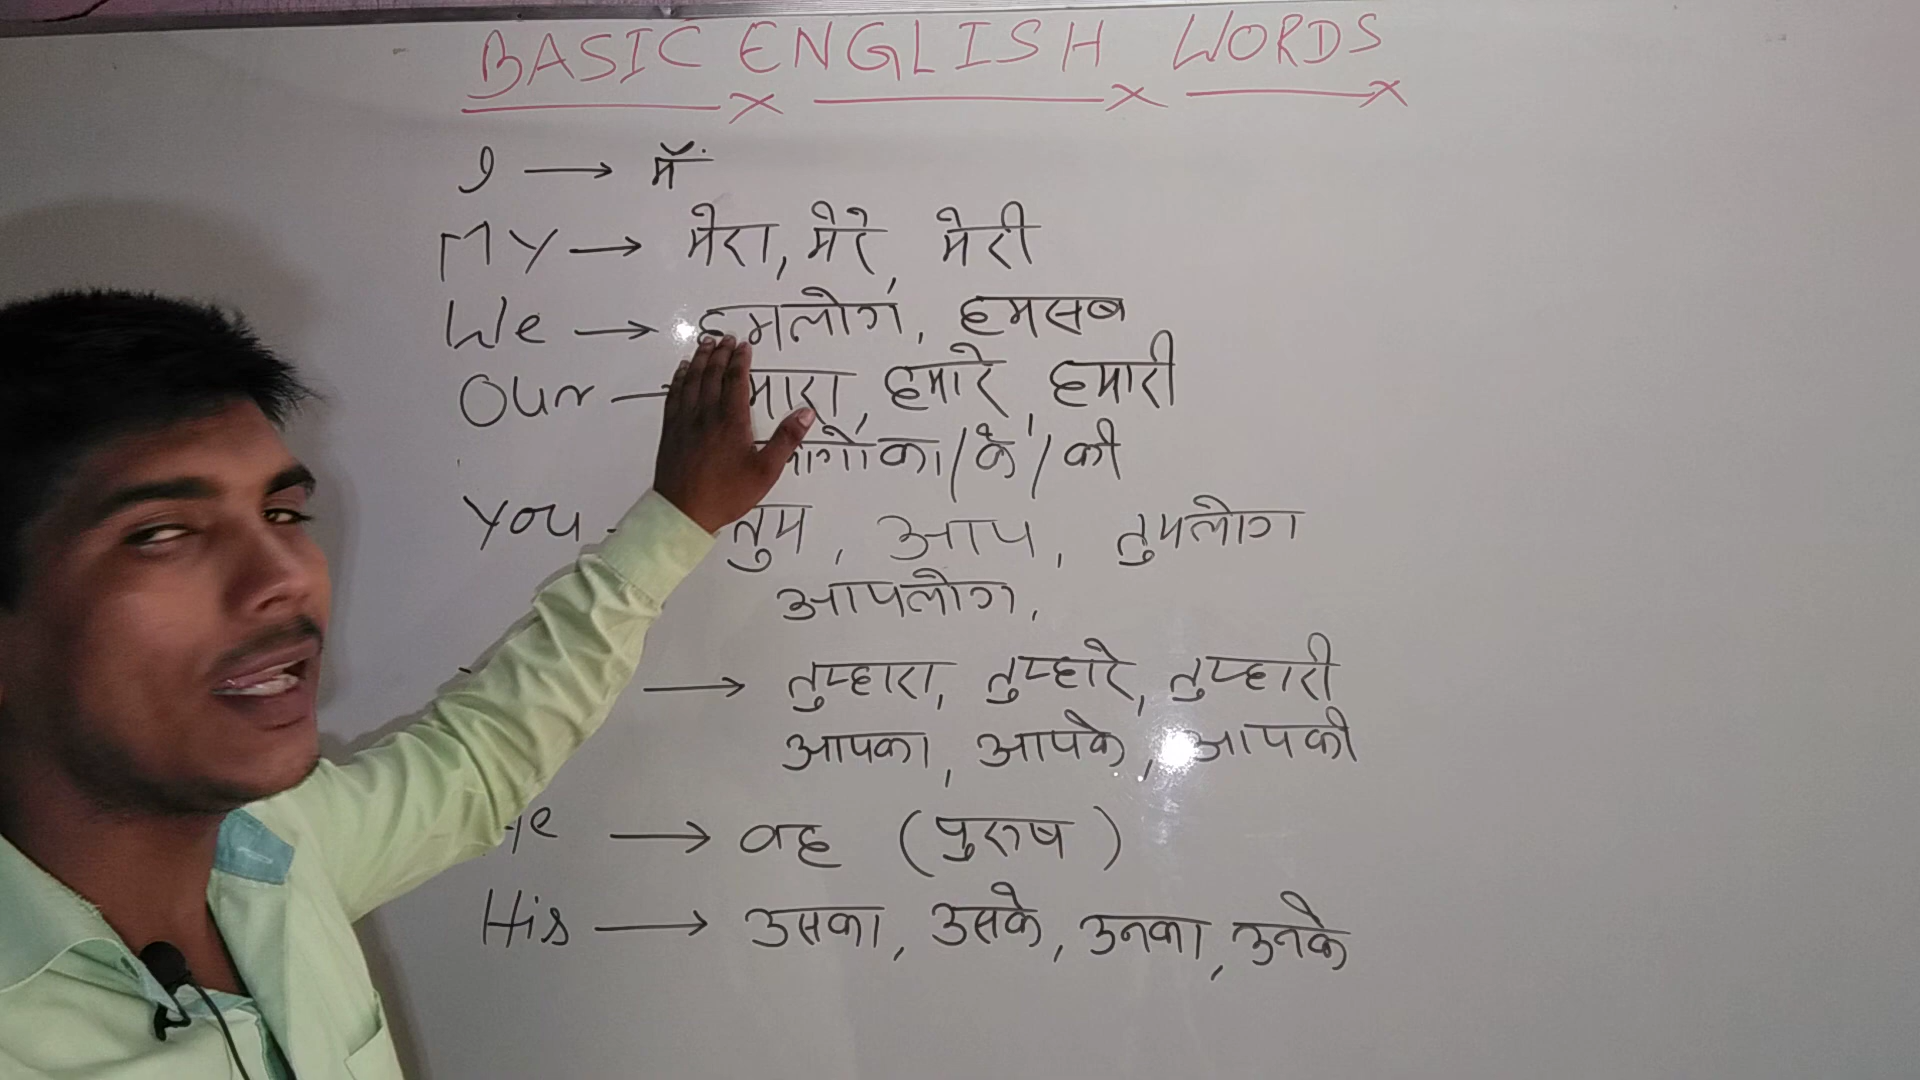 BASIC ENGLISH WORDS
I → मैं
MY → मेरा, मेरे, मेरी
We → हमलोग, हमसब
Our → मारा, हमारे, हमारी
लोगों का / के / की
You - तुम, आप, तुमलोग
आपलोग,
→ तुम्हारा, तुम्हारे, तुम्हारी
आपका, आपके, आपकी
He → वह (पुरुष)
His → उसका, उसके, उनका, उनके